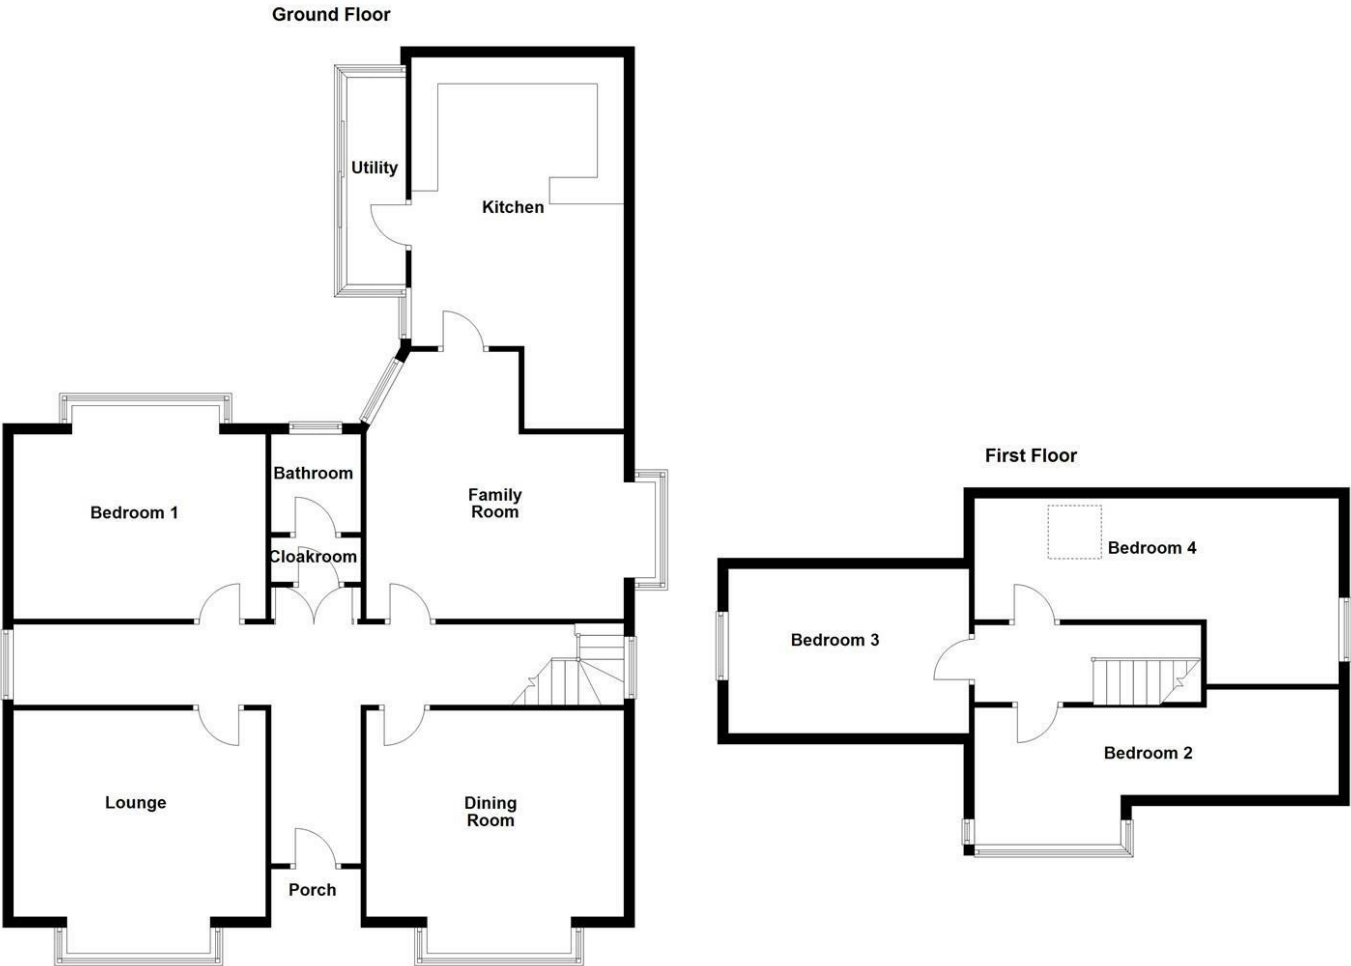 Ground Floor
Utility
Kitchen
Bathroom
Family
Room
Bedroom 1
Cloakroom
Lounge
Dining
Room
Porch
First Floor
Bedroom 4
Bedroom 3
Bedroom 2